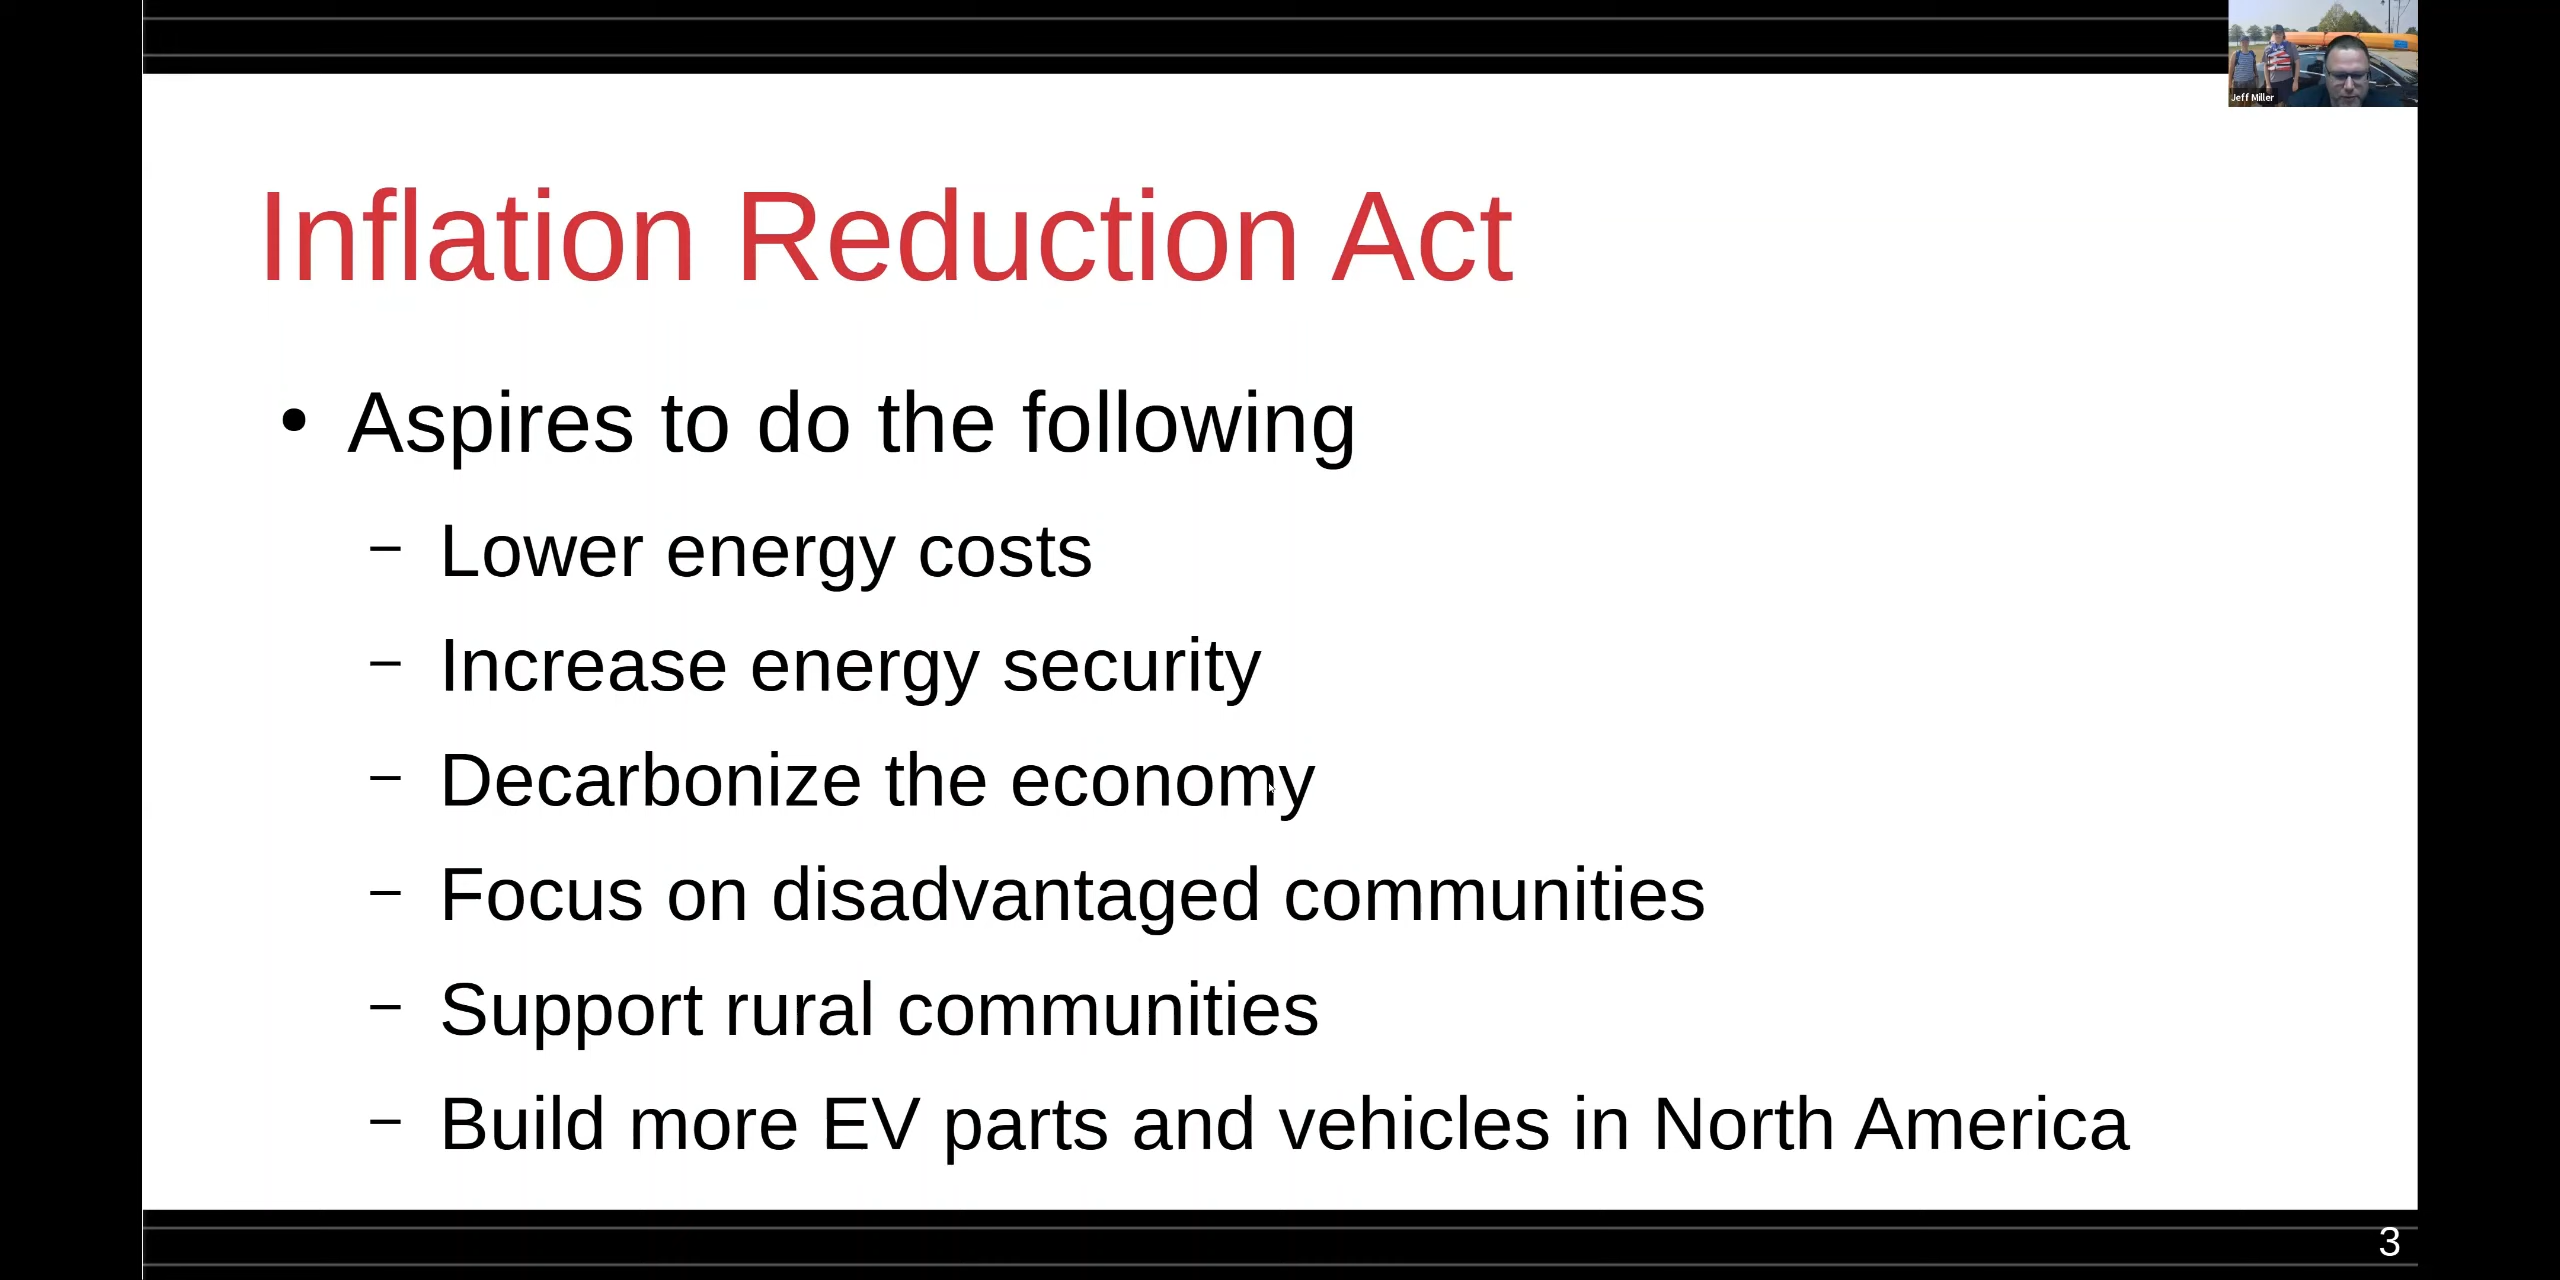 Jeff Miller
Inflation Reduction Act
• Aspires to do the following
– Lower energy costs
– Increase energy security
– Decarbonize the economy
– Focus on disadvantaged communities
– Support rural communities
– Build more EV parts and vehicles in North America
3